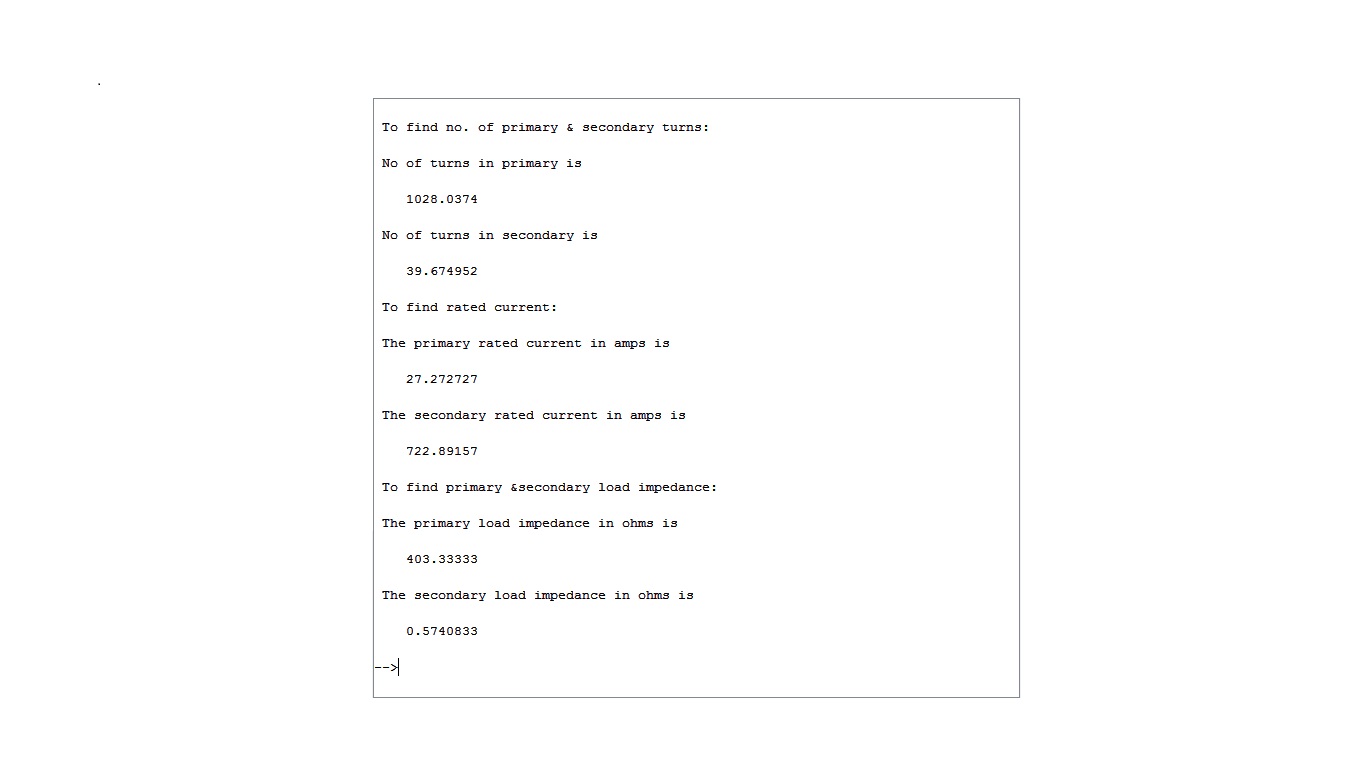 To find no. of primary & secondary turns:
No of turns in primary is
1028.0374
No of turns in secondary is
39.674952
To find rated current:
The primary rated current in amps is
27.272727
The secondary rated current in amps is
722.89157
To find primary &secondary load impedance:
The primary load impedance in ohms is
403.33333
The secondary load impedance in ohms is
0.5740833
-->